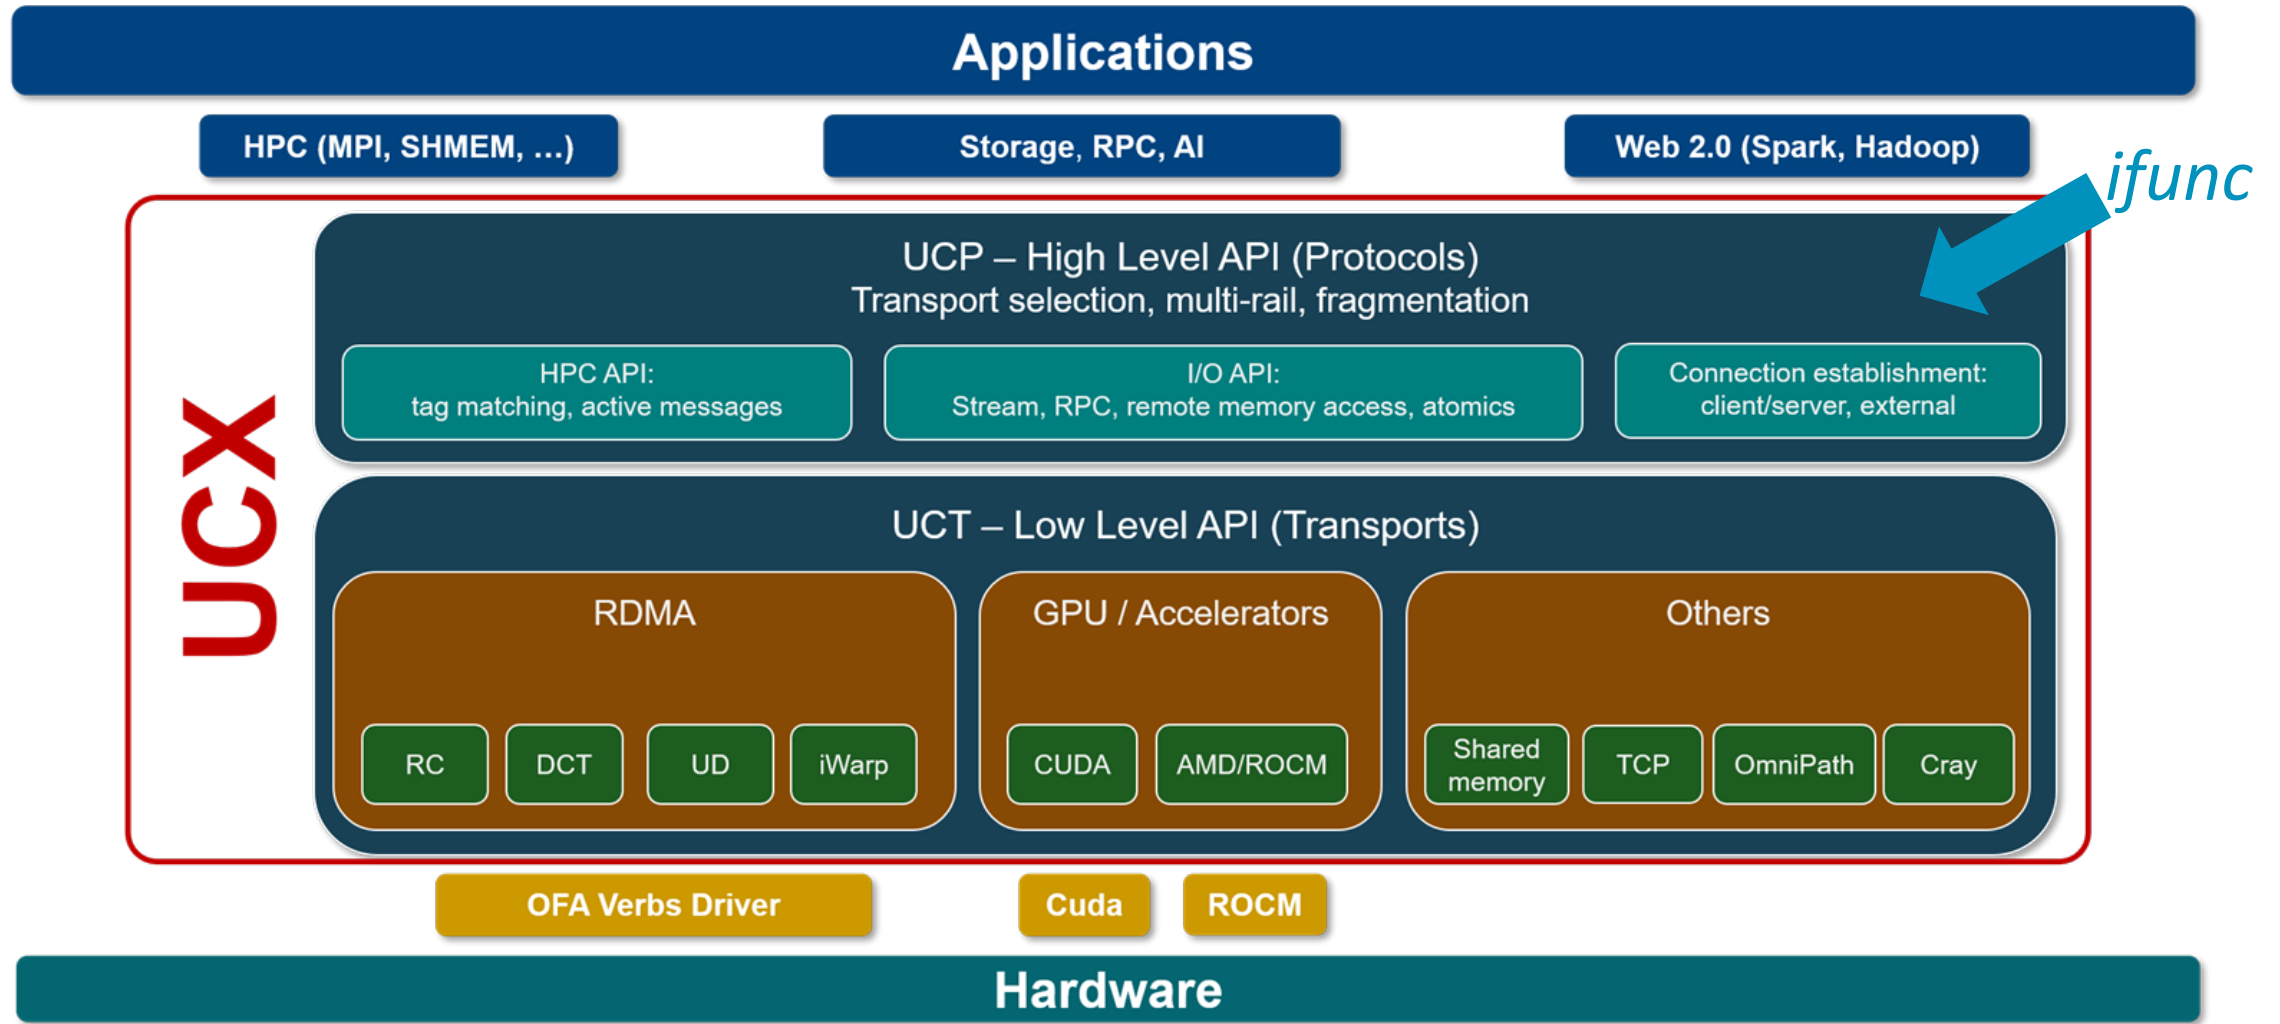 Applications
HPC (MPI, SHMEM, ...)
Storage, RPC, AI
Web 2.0 (Spark, Hadoop)
ifunc
UCX
UCP – High Level API (Protocols)
Transport selection, multi-rail, fragmentation
HPC API:
tag matching, active messages
I/O API:
Stream, RPC, remote memory access, atomics
Connection establishment:
client/server, external
UCT – Low Level API (Transports)
RDMA
RC
DCT
UD
iWarp
GPU / Accelerators
CUDA
AMD/ROCM
Others
Shared
memory
TCP
OmniPath
Cray
OFA Verbs Driver
Cuda
ROCM
Hardware